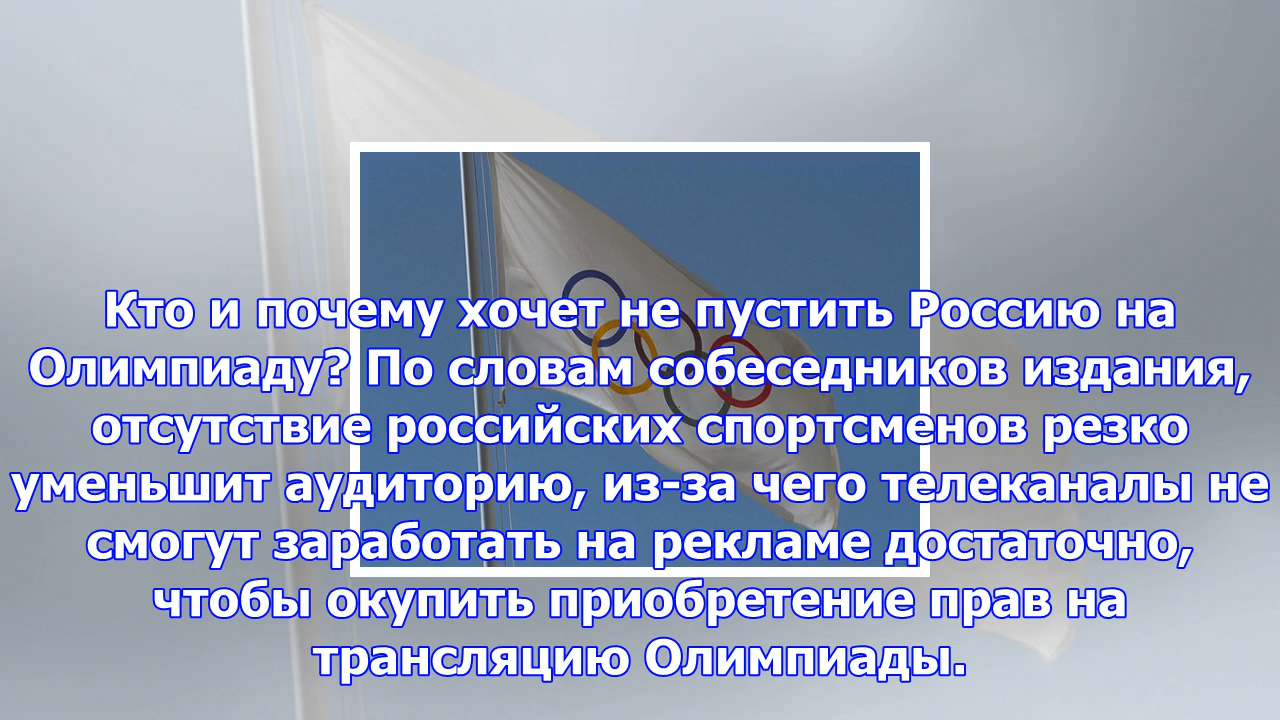 Кто и почему хочет не пустить Россию на
Олимпиаду? По словам собеседников издания,
отсутствие российских спортсменов резко
уменьшит аудиторию, из-за чего телеканалы не
смогут заработать на рекламе достаточно,
чтобы окупить приобретение прав на
трансляцию Олимпиады.